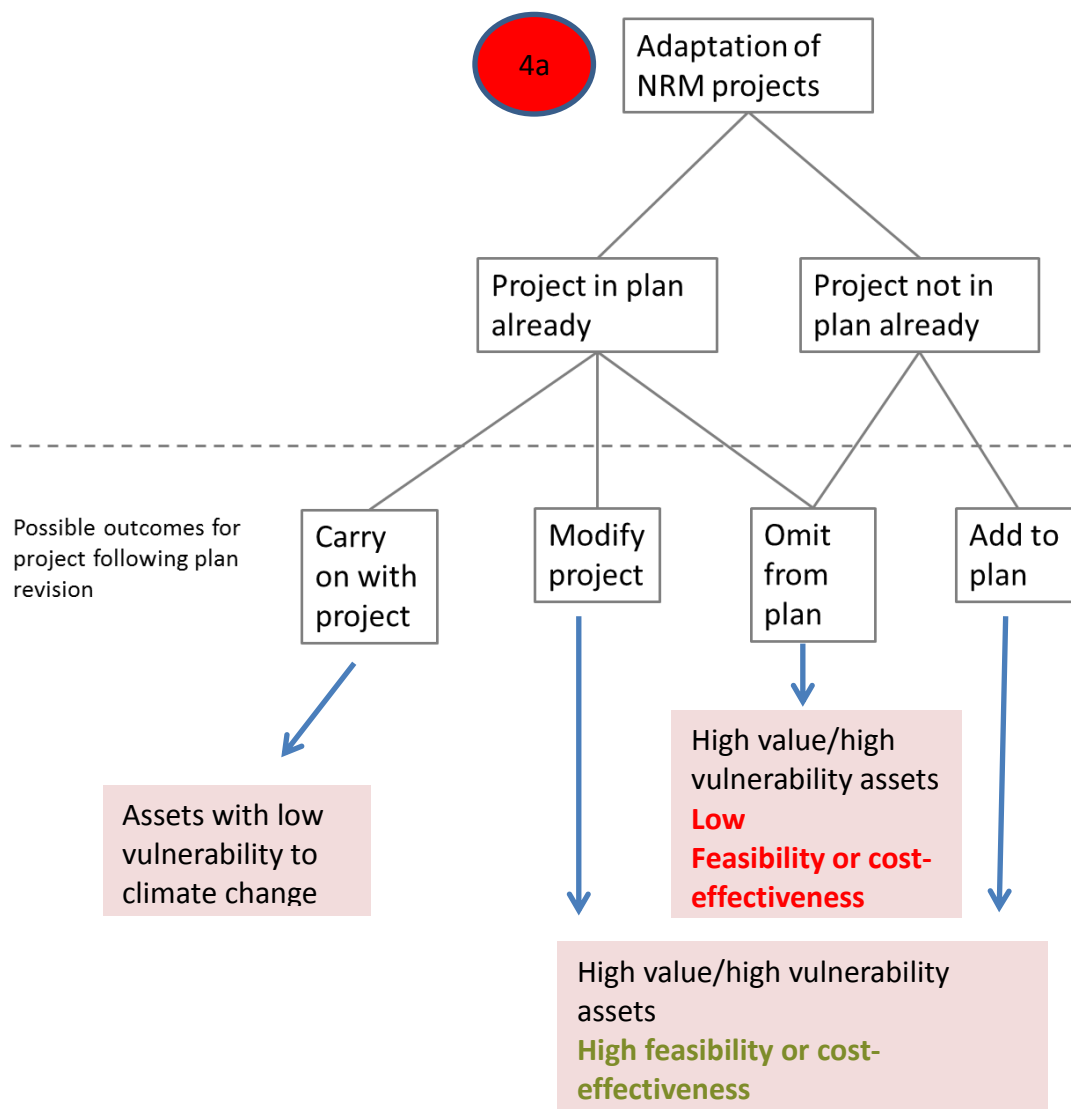 4a
Adaptation of
NRM projects
Project in plan
already
Project not in
plan already
Possible outcomes for
project following plan
revision
Carry
on with
project
Modify
project
Omit
from
plan
Add to
plan
Assets with low
vulnerability to
climate change
High value/high
vulnerability assets
Low
Feasibility or cost-
effectiveness
High value/high vulnerability
assets
High feasibility or cost-
effectiveness